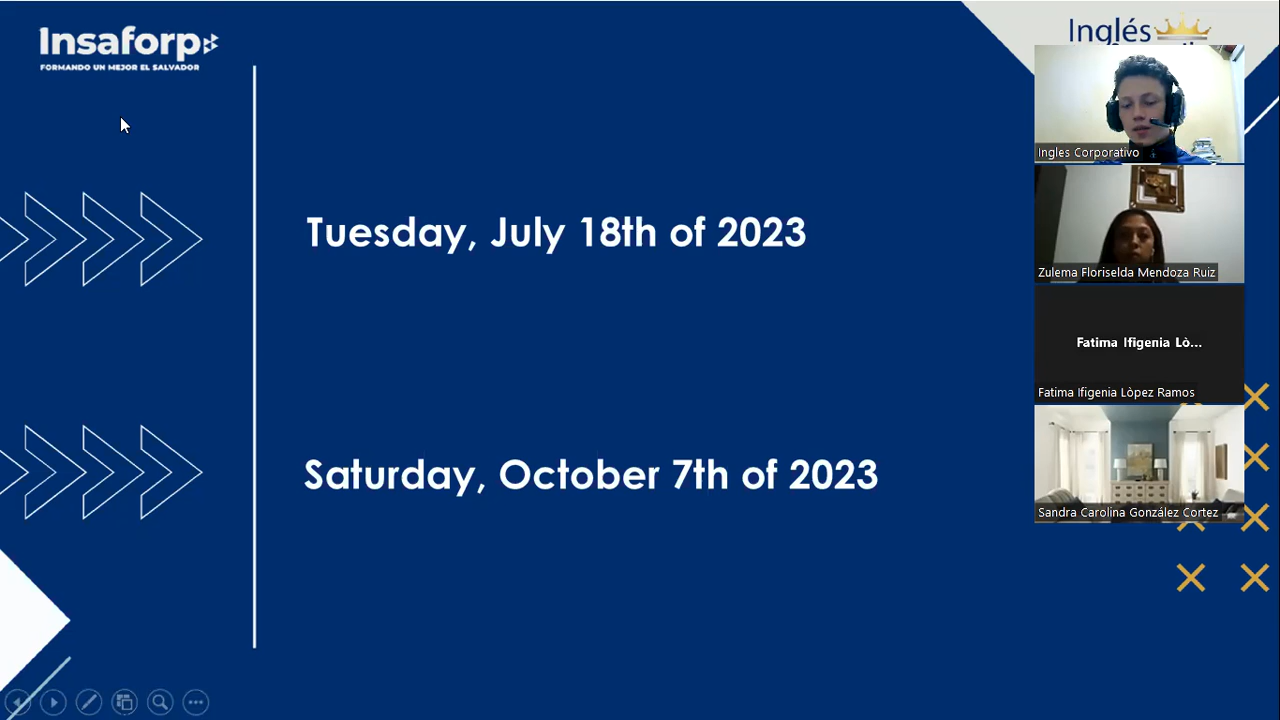 Insaforp
FORMANDO UN MEJOR EL SALVADOR
Inglés
Tuesday, July 18th of 2023
Saturday, October 7th of 2023
Ingles Corporativo
Zulema Floriselda Mendoza Ruiz
Fatima Ifigenia Lò...
Fatima Ifigenia Lòpez Ramos
Sandra Carolina González Cortez